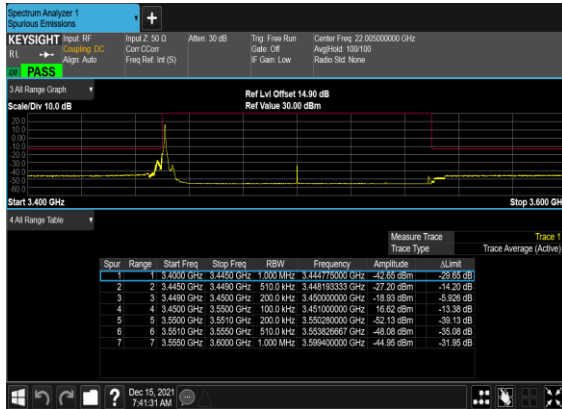 Spectrum Analyzer 1
Spurious Emissions
KEYSIGHT Input: RF Input Z: 50 Ω Atten: 30 dB Trig: Free Run Center Freq: 22.005000000 GHz
RL Coupling: DC Corr CCorr Gate: Off Avg|Hold: 100/100
Align: Auto Freq Ref: Int (S) IF Gain: Low Radio Std: None
PASS
3 All Range Graph
Ref Lvl Offset 14.90 dB
Scale/Div 10.0 dB Ref Value 30.00 dBm
20.0
10.0
0.00
-10.0
-20.0
-30.0
-40.0
-50.0
-60.0
Start 3.400 GHz Stop 3.600 GH
4 All Range Table
Measure Trace Trace 1
Trace Type Trace Average (Active)
Spur Range Start Freq Stop Freq RBW Frequency Amplitude ΔLimit
1 1 3.4000 GHz 3.4450 GHz 1.000 MHz 3.444775000 GHz -42.65 dBm -29.65 dB
2 2 3.4450 GHz 3.4490 GHz 510.0 kHz 3.448193333 GHz -27.20 dBm -14.20 dB
3 3 3.4490 GHz 3.4500 GHz 200.0 kHz 3.450000000 GHz -18.93 dBm -5.926 dB
4 4 3.4500 GHz 3.5500 GHz 100.0 kHz 3.451000000 GHz 16.62 dBm -13.38 dB
5 5 3.5500 GHz 3.5510 GHz 200.0 kHz 3.550280000 GHz -52.13 dBm -39.13 dB
6 6 3.5510 GHz 3.5550 GHz 510.0 kHz 3.553826667 GHz -48.08 dBm -35.08 dB
7 7 3.5550 GHz 3.6000 GHz 1.000 MHz 3.599400000 GHz -44.95 dBm -31.95 dB
? Dec 15, 2021
7:41:31 AM